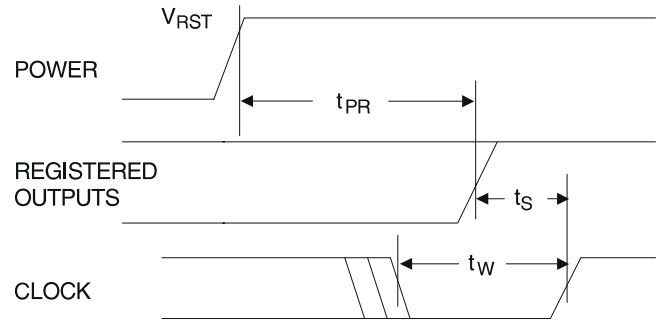 VRST
POWER
tPR
REGISTERED
OUTPUTS
tS
tW
CLOCK